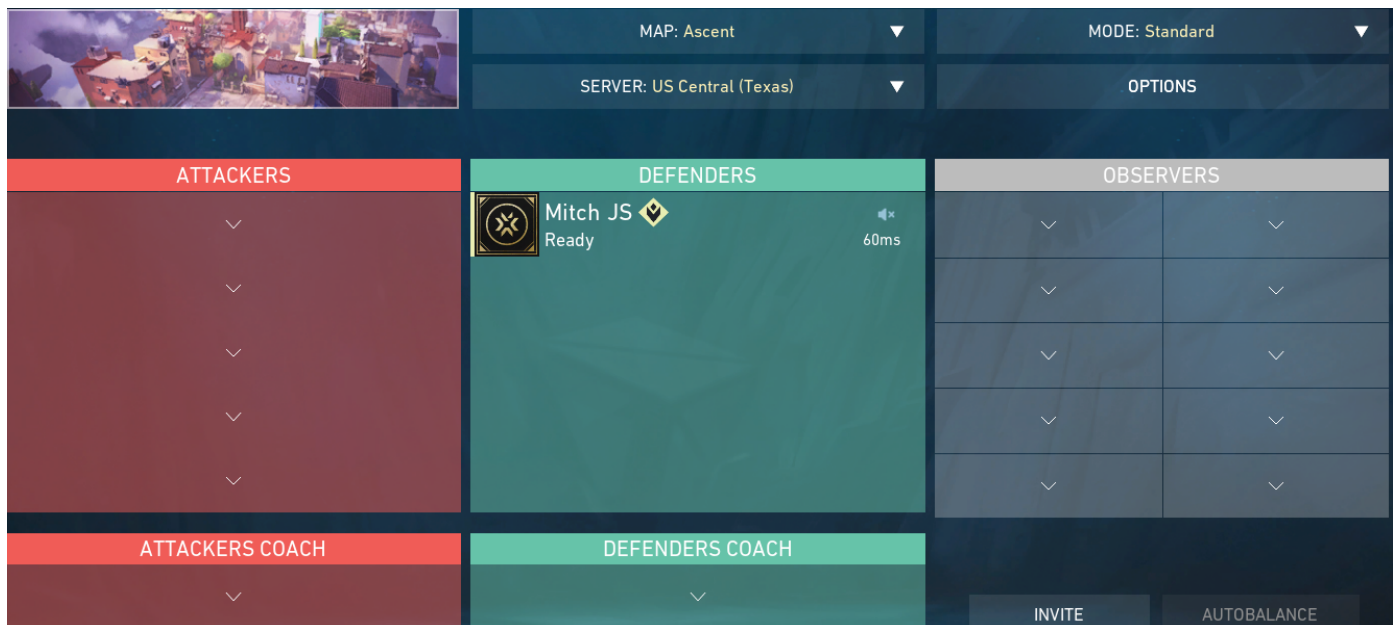 MAP: Ascent
MODE: Standard
SERVER: US Central (Texas)
OPTIONS
ATTACKERS
DEFENDERS
OBSERVERS
Mitch JS
Ready
60ms
ATTACKERS COACH
DEFENDERS COACH
INVITE
AUTOBALANCE